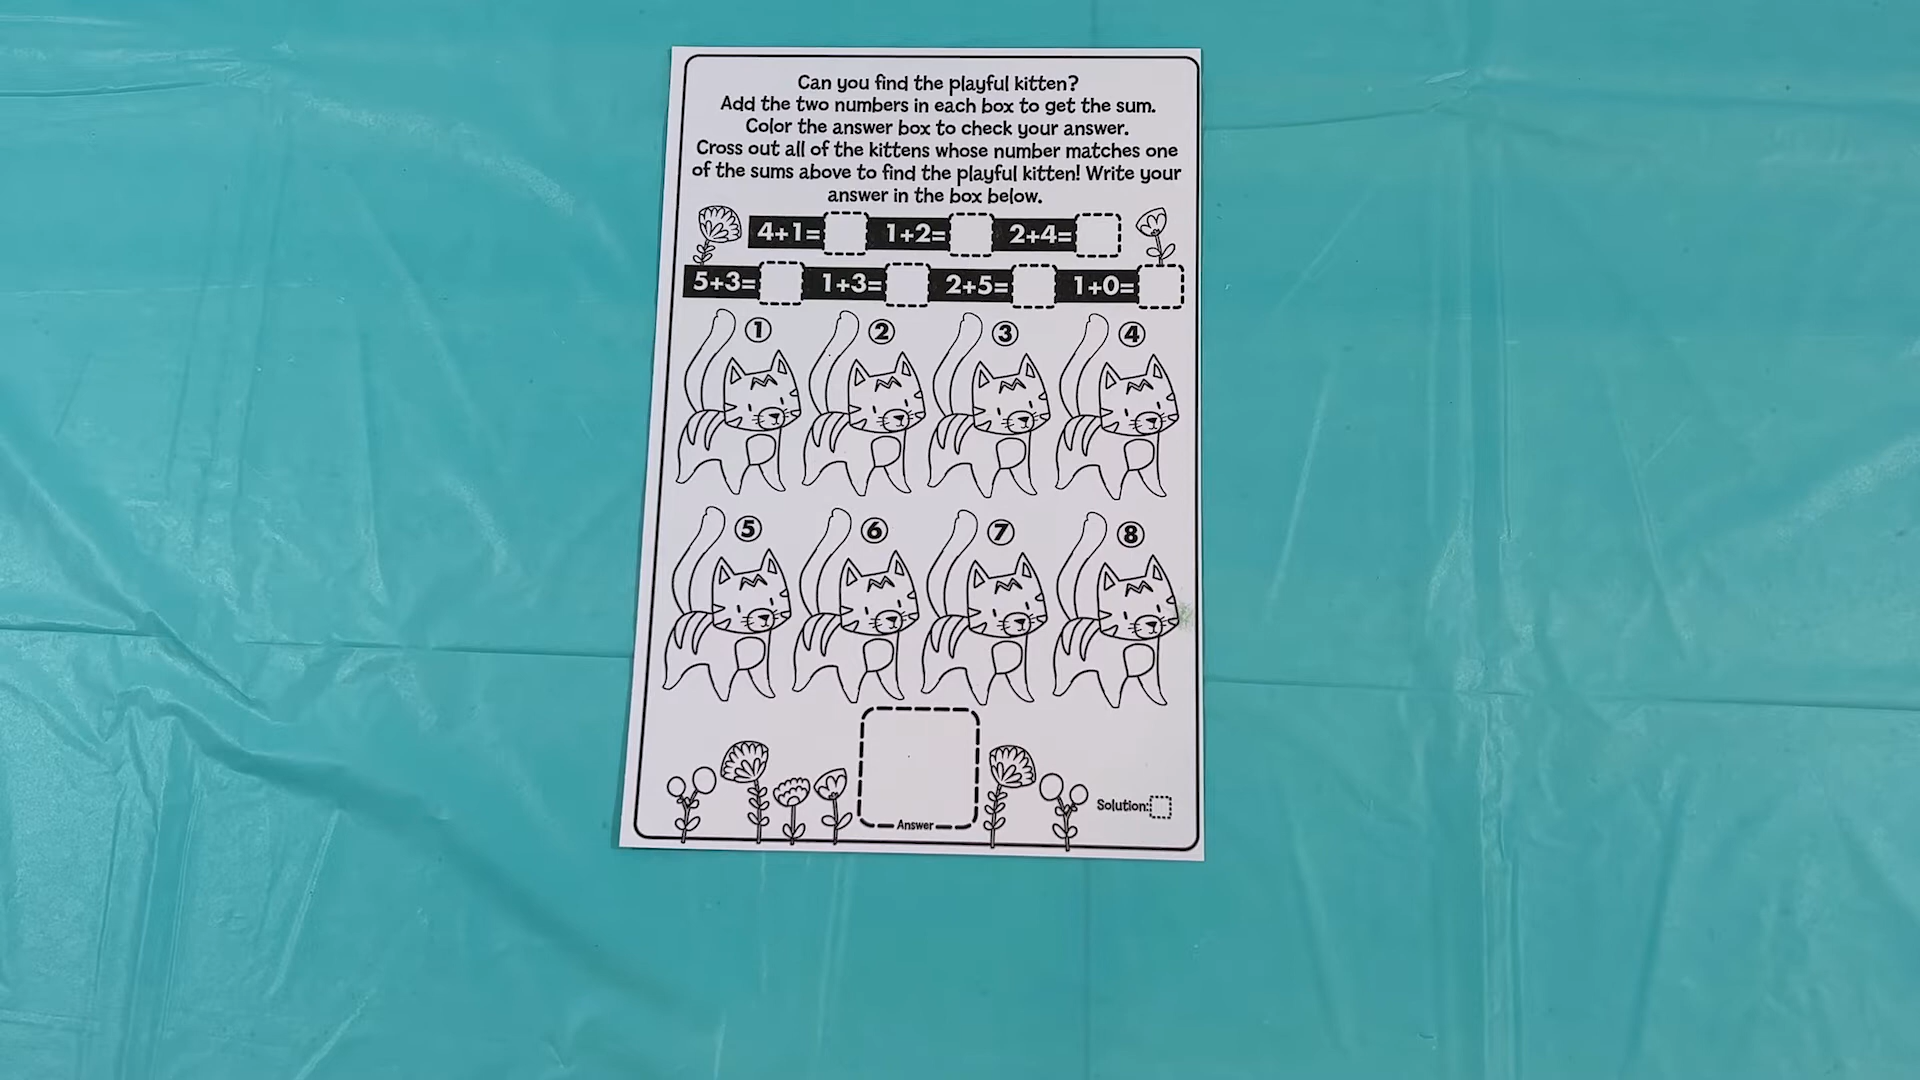 Can you find the playful kitten?
Add the two numbers in each box to get the sum.
Color the answer box to check your answer.
Cross out all of the kittens whose number matches one
of the sums above to find the playful kitten! Write your
answer in the box below.
4+1= 1+2= 2+4=
5+3= 1+3= 2+5= 1+0=
1 2 3 4
5 6 7 8
Solution:
Answer